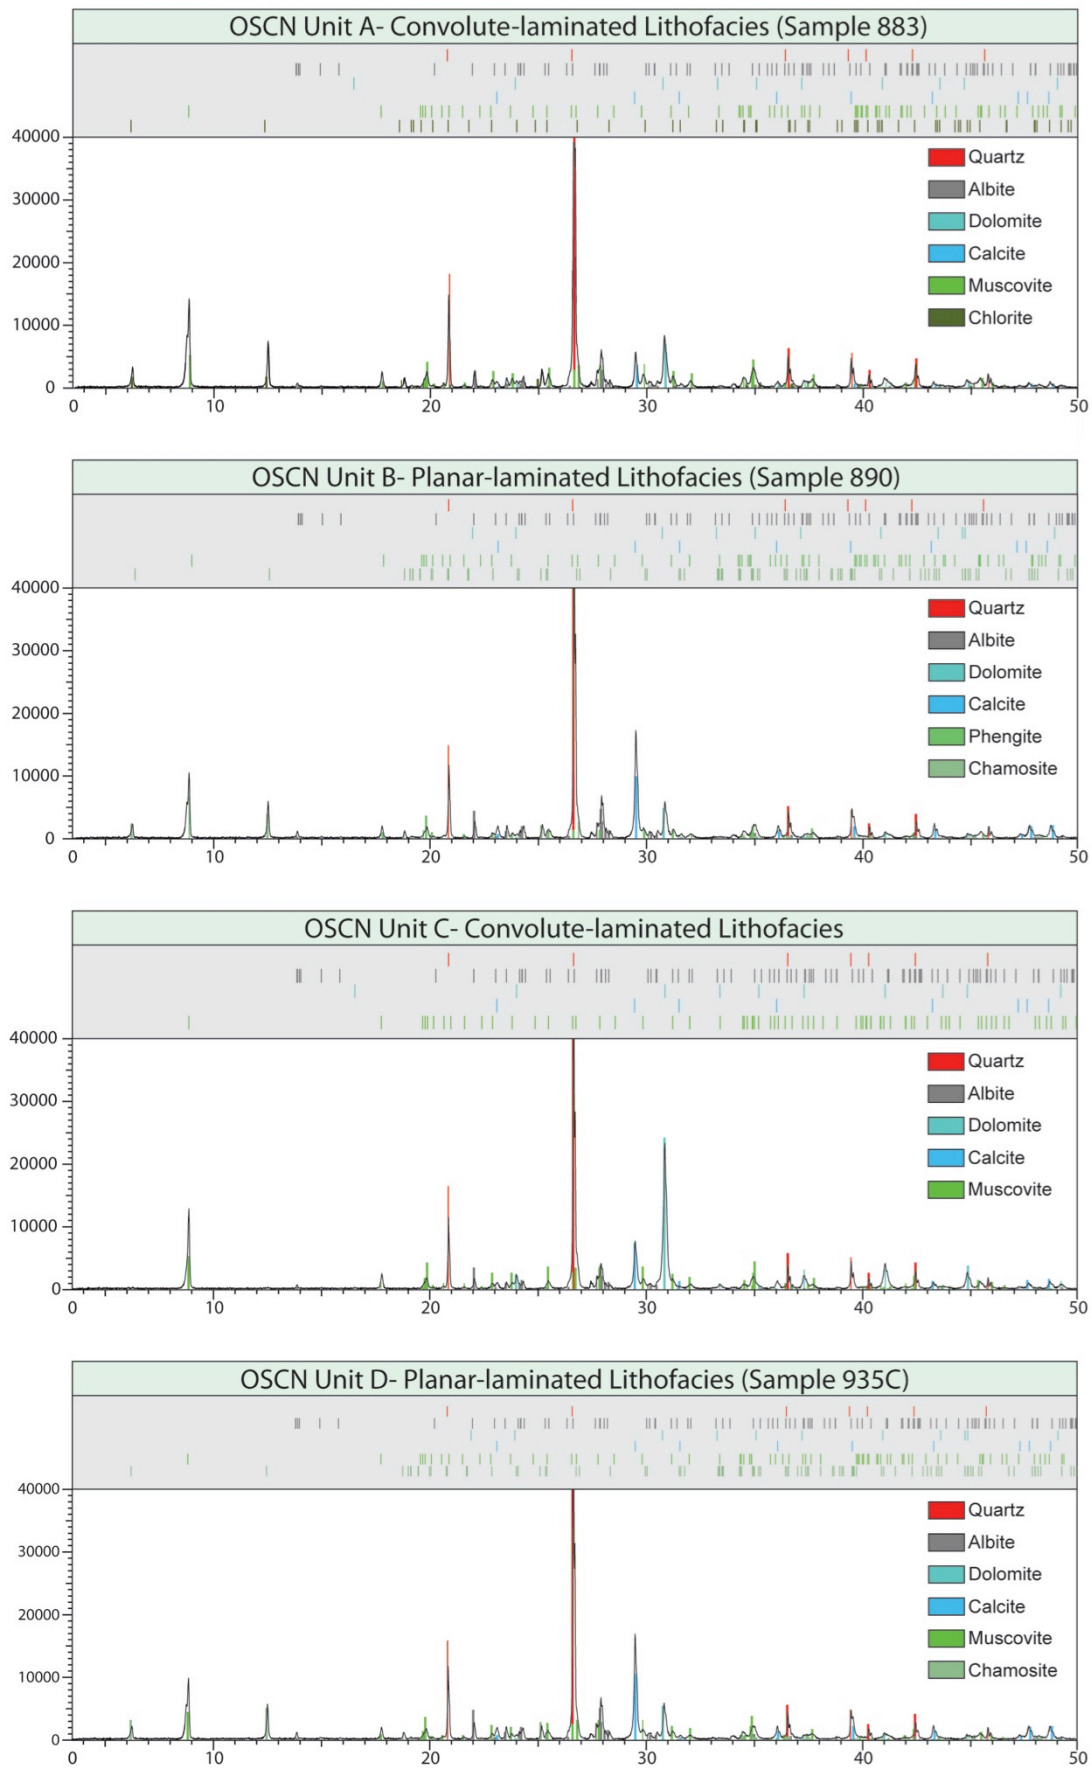 OSCN Unit A- Convolute-laminated Lithofacies (Sample 883)
40000
30000
20000
10000
0
Quartz
Albite
Dolomite
Calcite
Muscovite
Chlorite
0 10 20 30 40 50
OSCN Unit B- Planar-laminated Lithofacies (Sample 890)
40000
30000
20000
10000
0
Quartz
Albite
Dolomite
Calcite
Phengite
Chamosite
0 10 20 30 40 50
OSCN Unit C- Convolute-laminated Lithofacies
40000
30000
20000
10000
0
Quartz
Albite
Dolomite
Calcite
Muscovite
0 10 20 30 40 50
OSCN Unit D- Planar-laminated Lithofacies (Sample 935C)
40000
30000
20000
10000
0
Quartz
Albite
Dolomite
Calcite
Muscovite
Chamosite
0 10 20 30 40 50